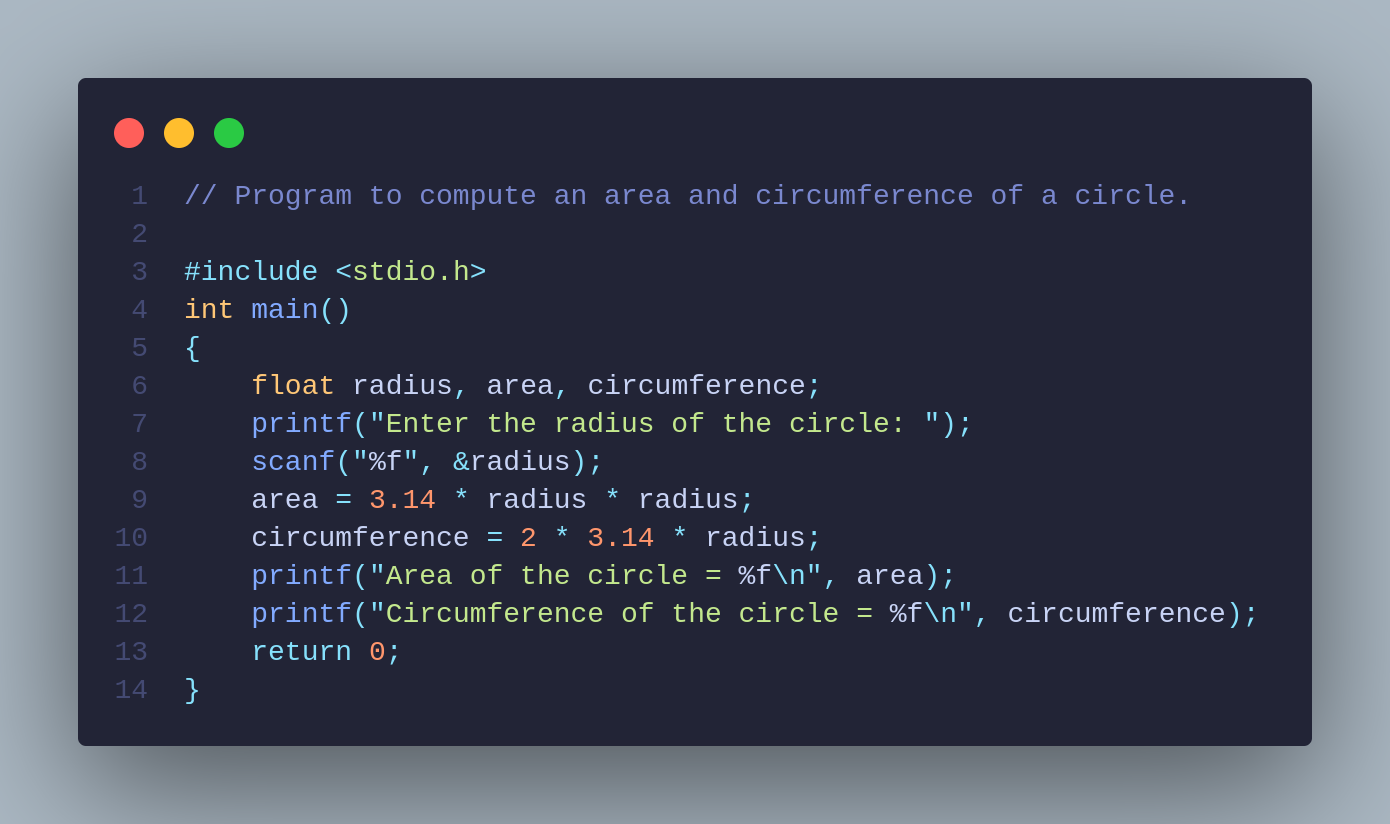 1 // Program to compute an area and circumference of a circle.
2
3 #include <stdio.h>
4 int main()
5 {
6     float radius, area, circumference;
7     printf("Enter the radius of the circle: ");
8     scanf("%f", &radius);
9     area = 3.14 * radius * radius;
10     circumference = 2 * 3.14 * radius;
11     printf("Area of the circle = %f\n", area);
12     printf("Circumference of the circle = %f\n", circumference);
13     return 0;
14 }